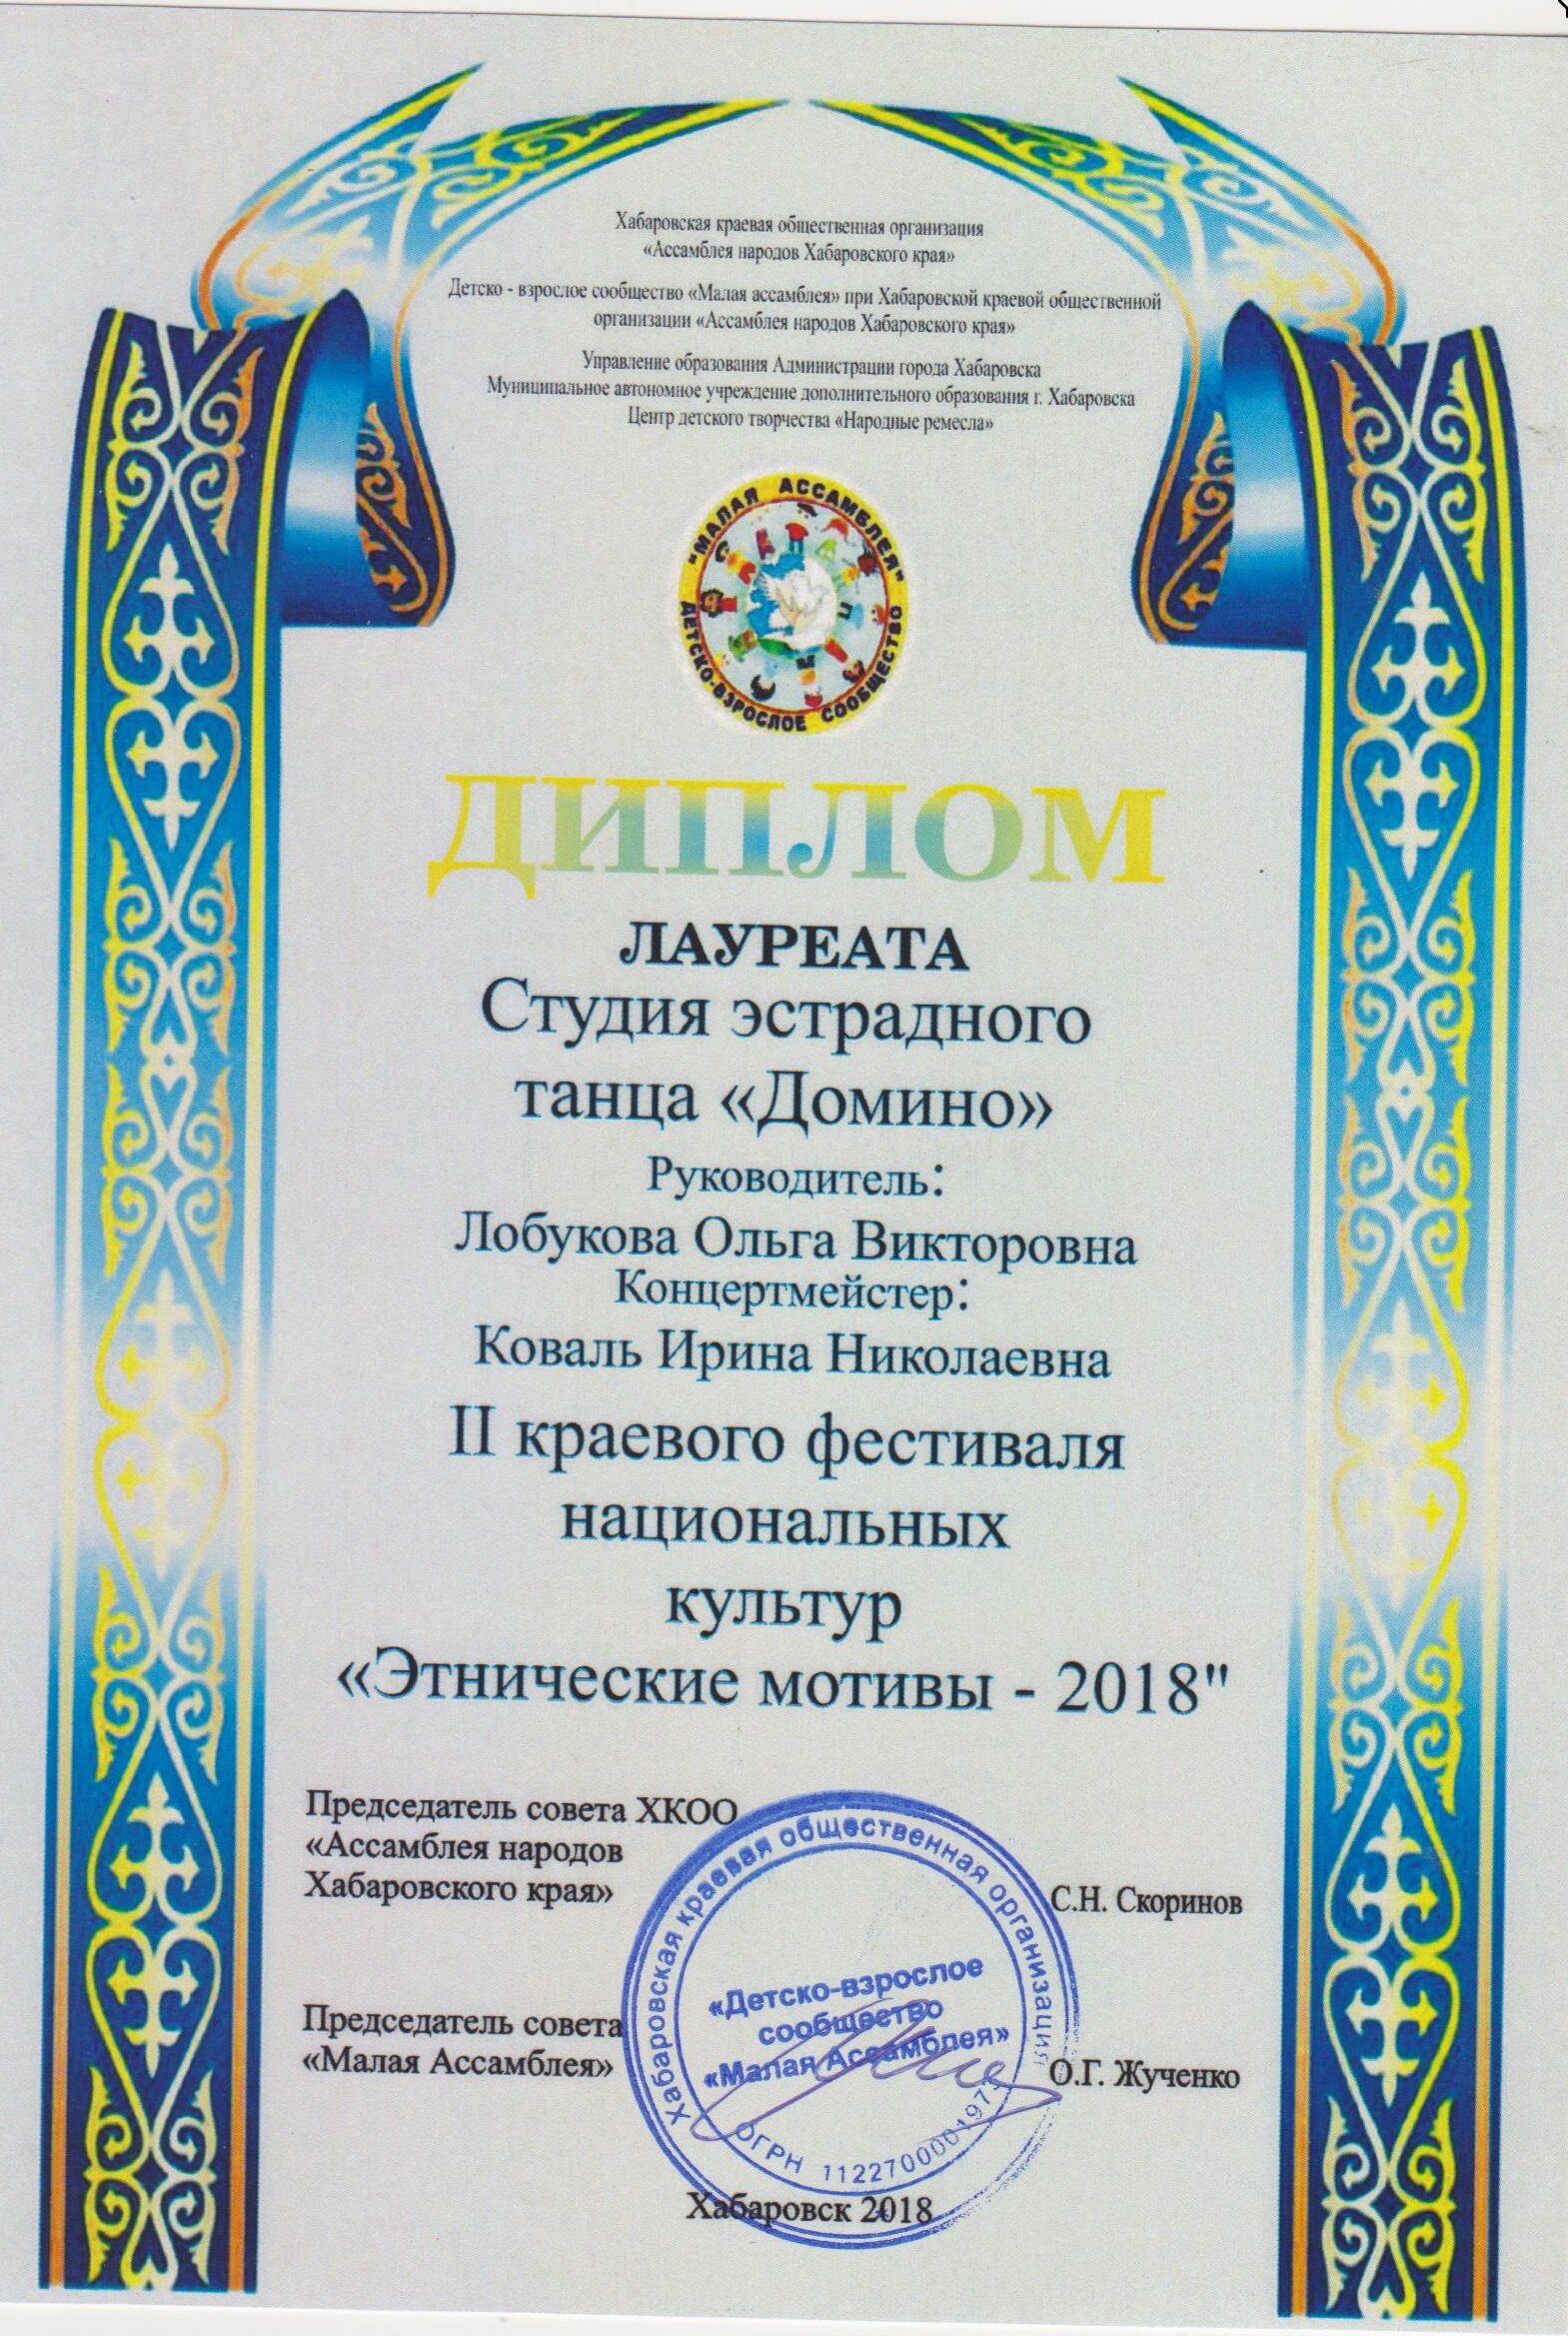 Хабаровская краевая общественная организация
«Ассамблея народов Хабаровского края»
Детско - взрослое сообщество «Малая ассамблея» при Хабаровской краевой общественной
организации «Ассамблея народов Хабаровского края»
Управление образования Администрации города Хабаровска
Муниципальное автономное учреждение дополнительного образования г. Хабаровска
Центр детского творчества «Народные ремесла»
"МАЛАЯ АССАМБЛЕЯ"
ДЕТСКО-ВЗРОСЛОЕ СООБЩЕСТВО
ДИПЛОМ
ЛАУРЕАТА
Студия эстрадного
танца «Домино»
Руководитель:
Лобукова Ольга Викторовна
Концертмейстер:
Коваль Ирина Николаевна
II краевого фестиваля
национальных
культур
«Этнические мотивы - 2018"
Председатель совета ХКОО
«Ассамблея народов
Хабаровского края»
С.Н. Скоринов
Председатель совета
«Малая Ассамблея»
О.Г. Жученко
Хабаровская краевая общественная организация
«Детско-взрослое
сообщество
«Малая Ассамблея»
ОГРН
Хабаровск 2018